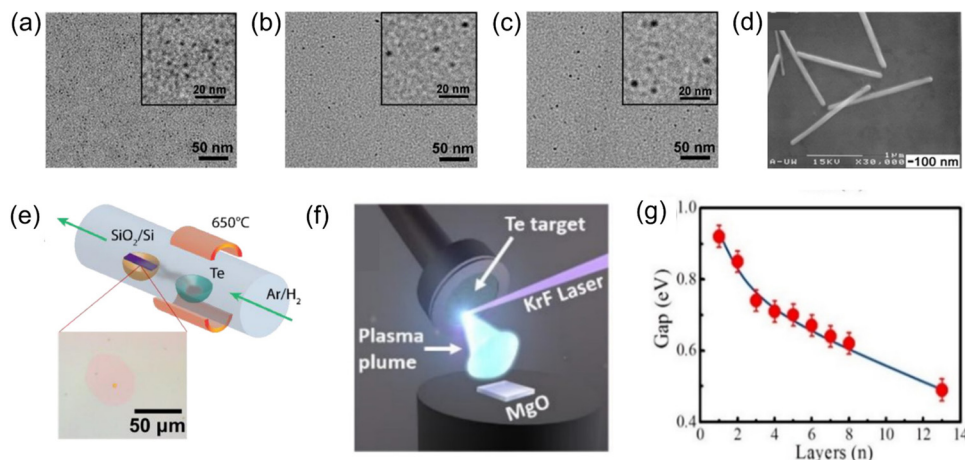 (a)
20 nm
50 nm
(b)
20 nm
50 nm
(c)
20 nm
50 nm
(d)
1μm
A-UW 15KV X30,000 100 nm
(e)
650°C
SiO2/Si
Te
Ar/H2
50 μm
(f)
Te target
KrF Laser
Plasma
plume
MgO
(g)
1.0
0.8
0.6
0.4
Gap (eV)
0 2 4 6 8 10 12 14
Layers (n)